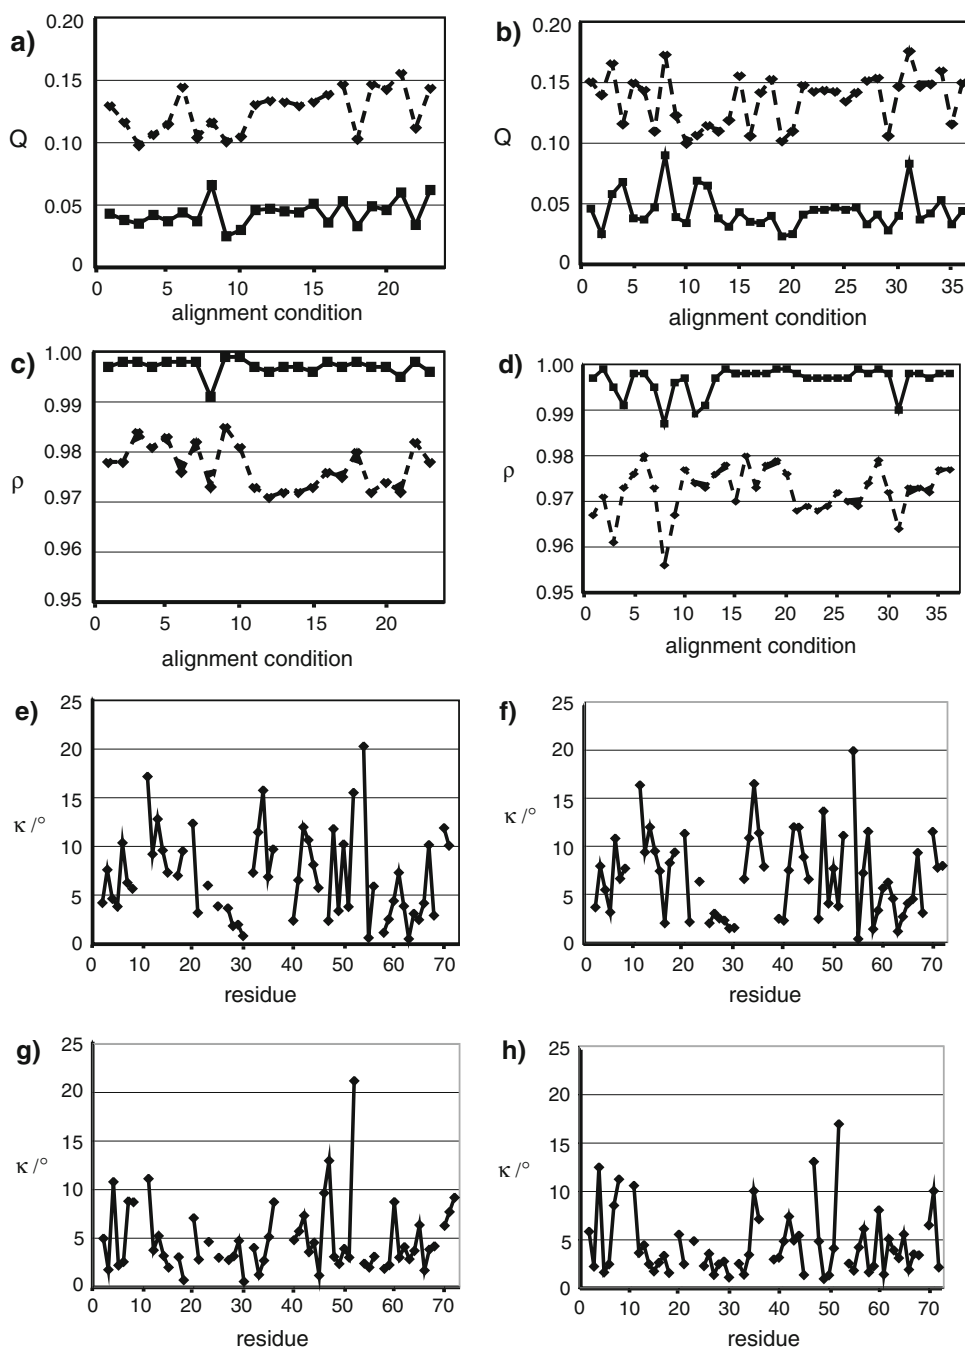 a)
Q
0.20
0.15
0.10
0.05
0
0 5 10 15 20
alignment condition
b)
Q
0.20
0.15
0.10
0.05
0
0 5 10 15 20 25 30 35
alignment condition
c)
ρ
1.00
0.99
0.98
0.97
0.96
0.95
0 5 10 15 20
alignment condition
d)
ρ
1.00
0.99
0.98
0.97
0.96
0.95
0 5 10 15 20 25 30 35
alignment condition
e)
κ /°
25
20
15
10
5
0
0 10 20 30 40 50 60 70
residue
f)
κ /°
25
20
15
10
5
0
0 10 20 30 40 50 60 70
residue
g)
κ /°
25
20
15
10
5
0
0 10 20 30 40 50 60 70
residue
h)
κ /°
25
20
15
10
5
0
0 10 20 30 40 50 60 70
residue